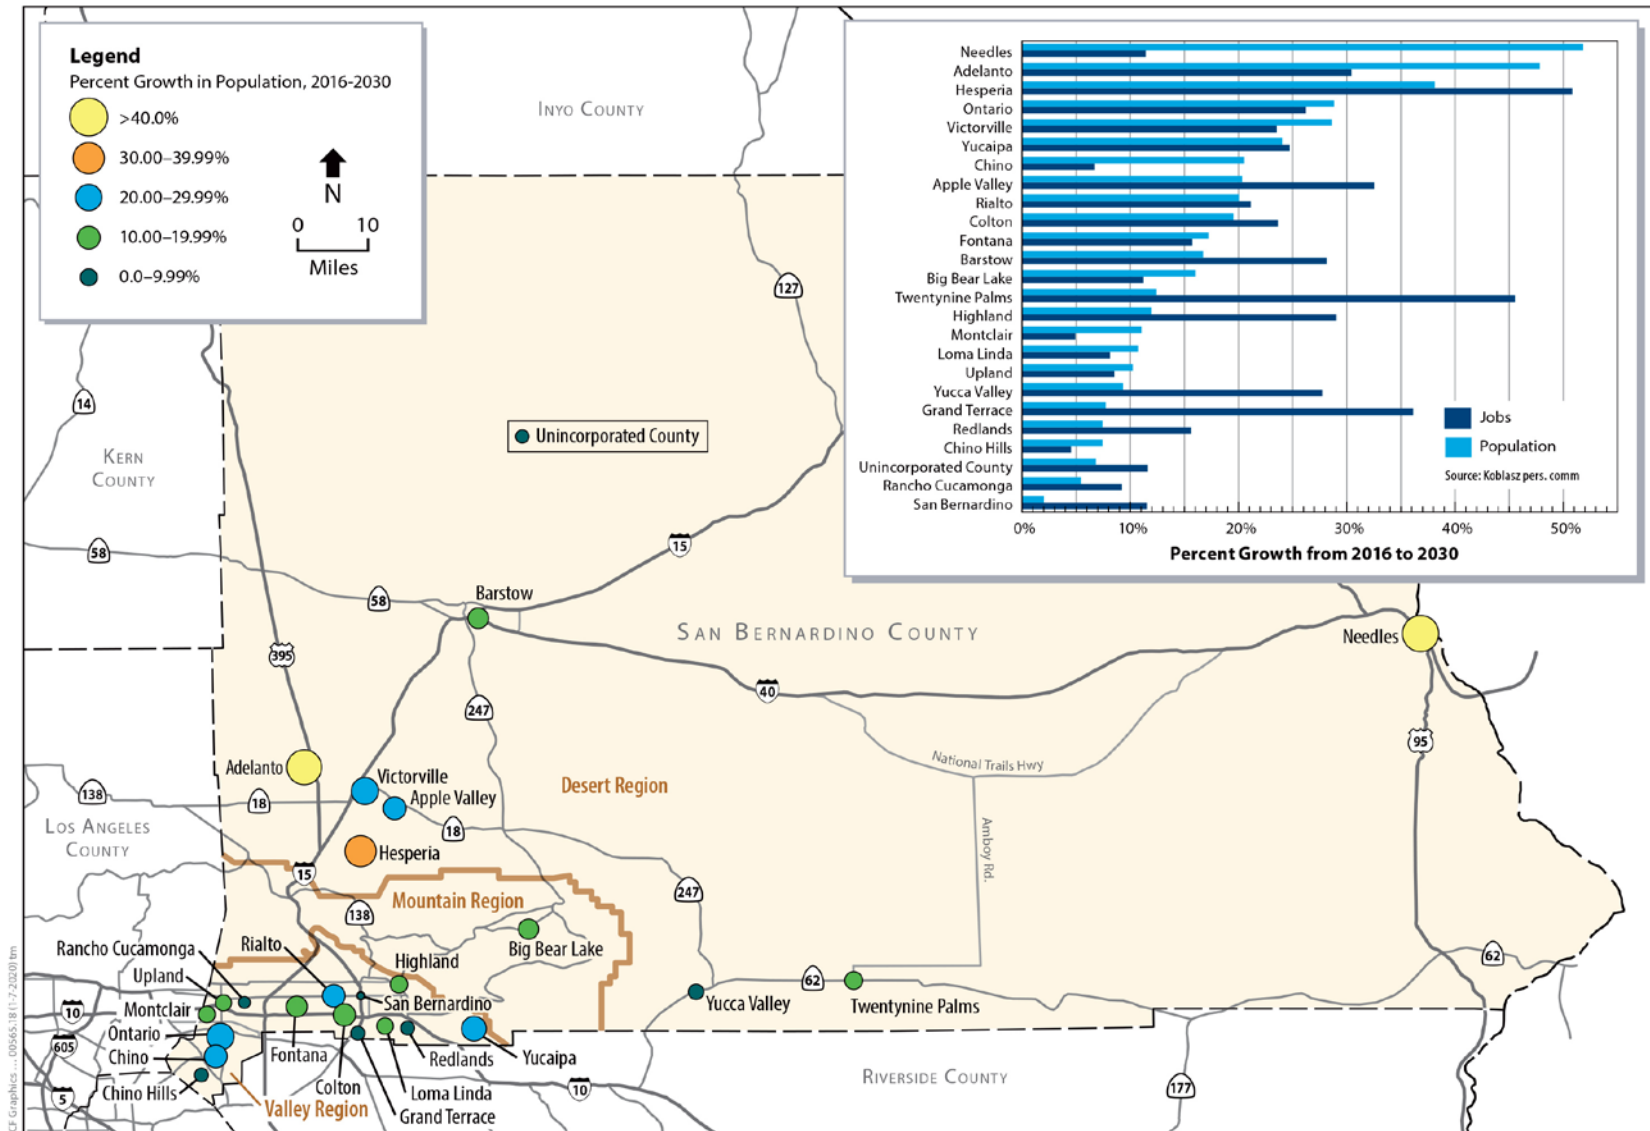 Legend
Percent Growth in Population, 2016-2030
>40.0%
30.00–39.99%
20.00–29.99%
10.00–19.99%
0.0–9.99%
N
0 10
Miles
Needles
Adelanto
Hesperia
Ontario
Victorville
Yucaipa
Chino
Apple Valley
Rialto
Colton
Fontana
Barstow
Big Bear Lake
Twentynine Palms
Highland
Montclair
Loma Linda
Upland
Yucca Valley
Grand Terrace
Redlands
Chino Hills
Unincorporated County
Rancho Cucamonga
San Bernardino
Jobs
Population
Source: Koblasz pers. comm
0% 10% 20% 30% 40% 50%
Percent Growth from 2016 to 2030
INYO COUNTY
127
14
KERN
COUNTY
Unincorporated County
58
15
58
Barstow
SAN BERNARDINO COUNTY
Needles
395
40
247
95
National Trails Hwy
Adelanto
Victorville
Apple Valley
Desert Region
138
18
18
LOS ANGELES
COUNTY
Amboy Rd.
Hesperia
15
247
Mountain Region
138
Rancho Cucamonga
Rialto
Big Bear Lake
Highland
62
Upland
62
San Bernardino
Yucca Valley
Twentynine Palms
Montclair
10
Ontario
605
Chino
Fontana
Redlands
Yucaipa
Chino Hills
Colton
Loma Linda
10
RIVERSIDE COUNTY
177
5
Valley Region
Grand Terrace
CF Graphics … 00565.18 (1-7-2020) tm